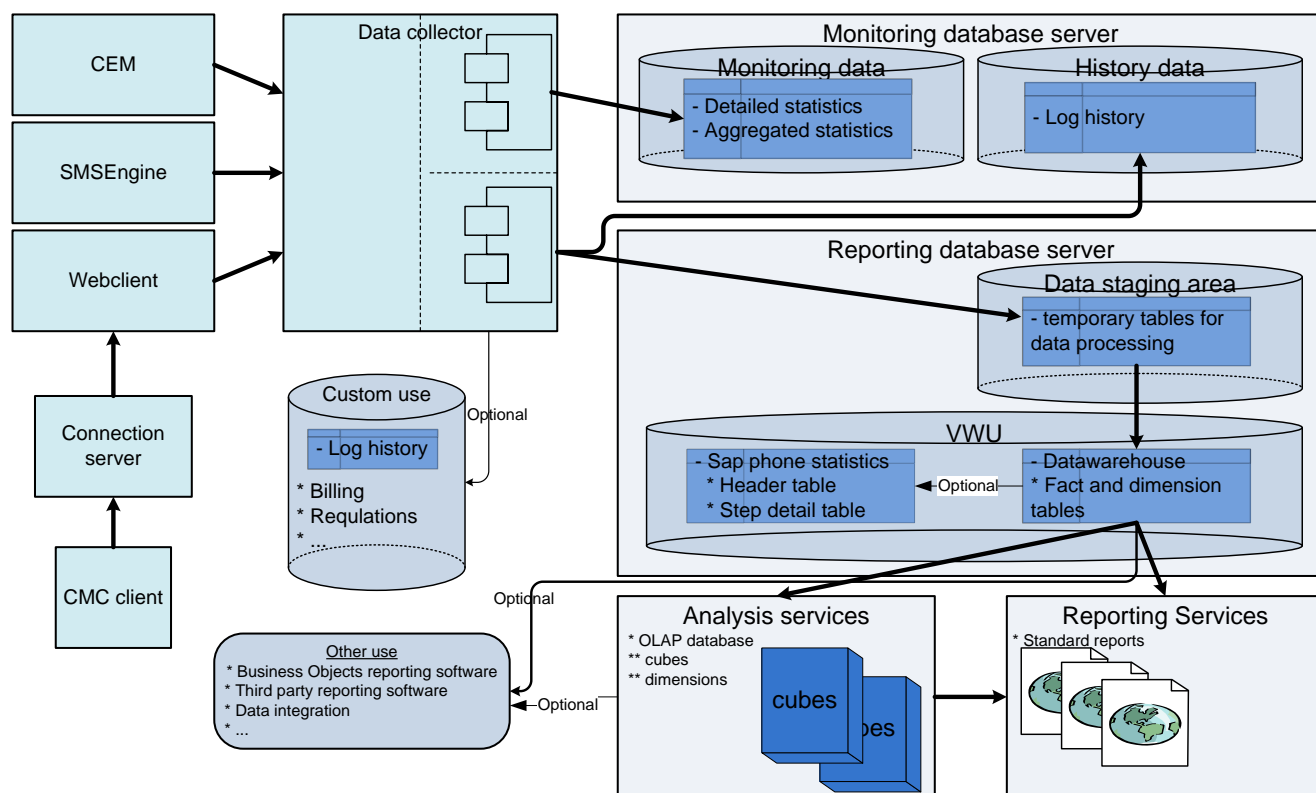 CEM
SMSEngine
Webclient
Connection
server
CMC client
Data collector
Monitoring database server
Monitoring data
- Detailed statistics
- Aggregated statistics
History data
- Log history
Reporting database server
Data staging area
- temporary tables for
data processing
VWU
- Sap phone statistics
* Header table
* Step detail table
Optional
- Datawarehouse
* Fact and dimension
tables
Custom use
- Log history
* Billing
* Requlations
* ...
Optional
Optional
Other use
* Business Objects reporting software
* Third party reporting software
* Data integration
* ...
Optional
Analysis services
* OLAP database
** cubes
** dimensions
cubes
bes
Reporting Services
* Standard reports